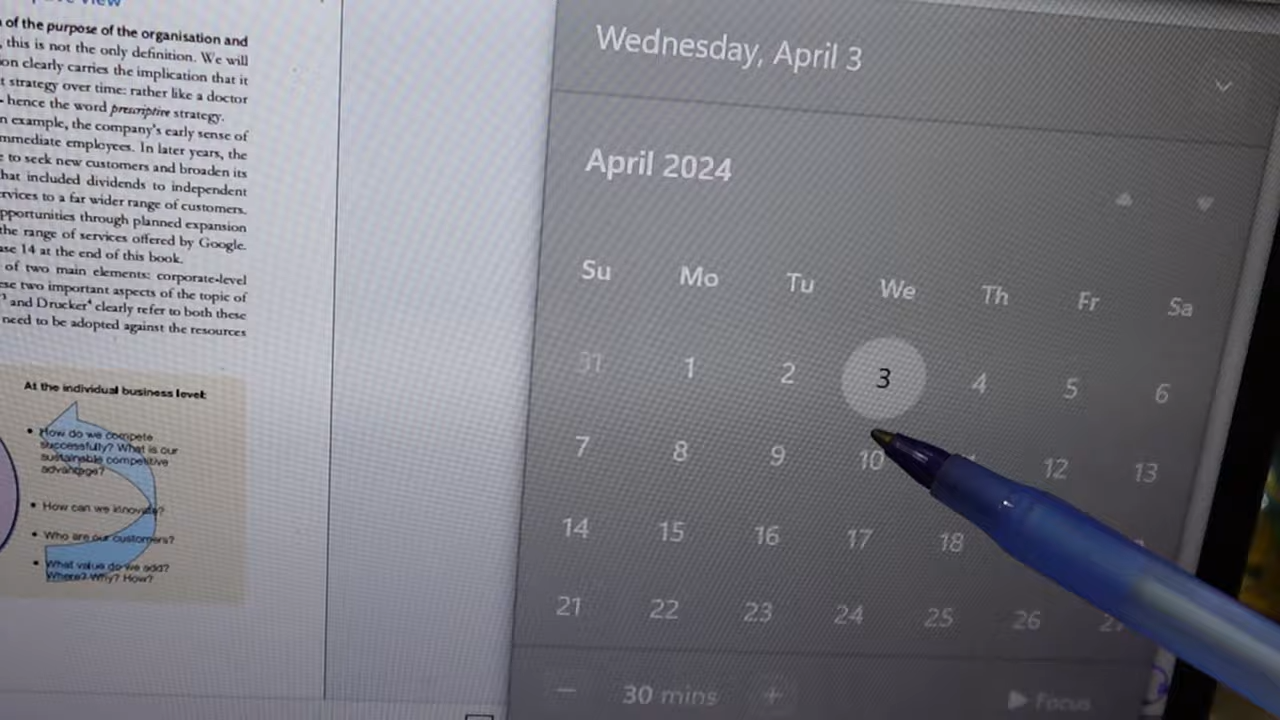 view
of the purpose of the organisation and
, this is not the only definition. We will
on clearly carries the implication that it
t strategy over time: rather like a doctor
- hence the word prescriptive strategy.
n example, the company's early sense of
mmediate employees. In later years, the
to seek new customers and broaden its
hat included dividends to independent
rvices to a far wider range of customers.
pportunities through planned expansion
the range of services offered by Google.
ase 14 at the end of this book.
of two main elements: corporate-level
se two important aspects of the topic of
and Drucker⁴ clearly refer to both these
need to be adopted against the resources
At the individual business level:
• How do we compete
successfully? What is our
sustainable competitive
advantage?
• How can we innovate?
• Who are our customers?
• What value do we add?
Where? Why? How?
Wednesday, April 3
April 2024
Su Mo Tu We Th Fr Sa
31 1 2 3 4 5 6
7 8 9 10 12 13
14 15 16 17 18
21 22 23 24 25 26
30 mins
Focus